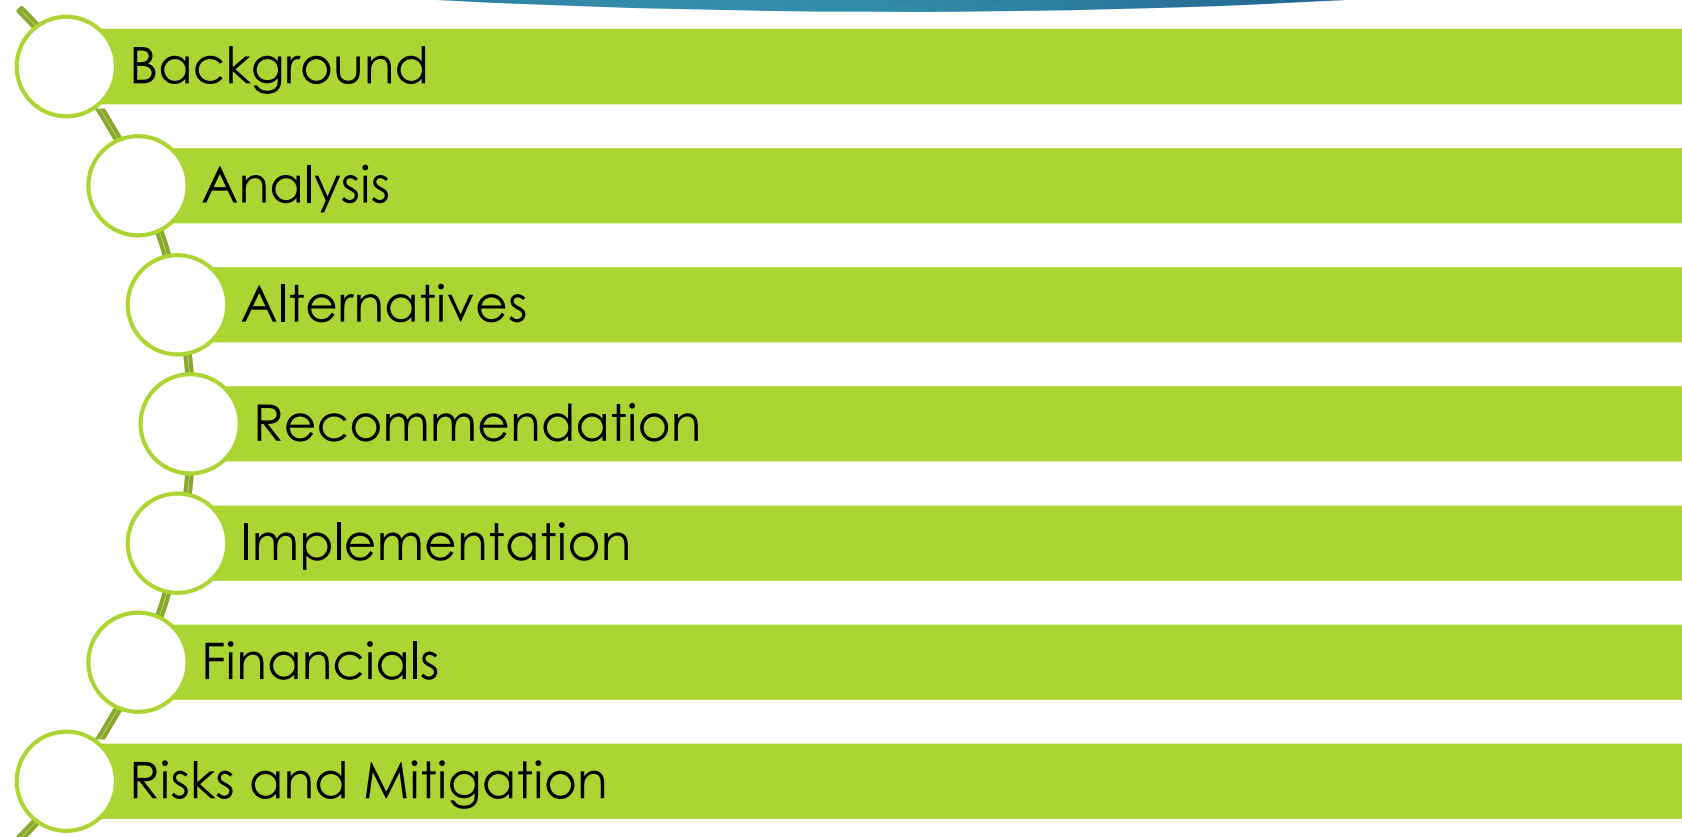 Background
Analysis
Alternatives
Recommendation
Implementation
Financials
Risks and Mitigation